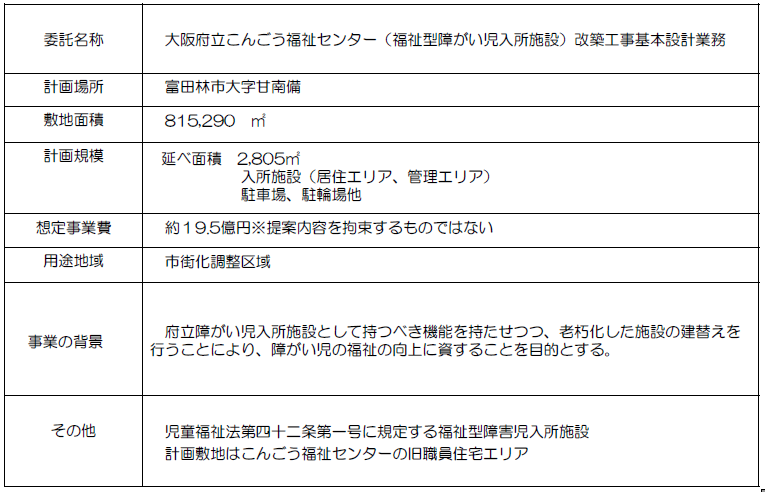 委託名称　大阪府立こんごう福祉センター（福祉型障がい児入所施設）改築工事基本設計業務
計画場所　富田林市大字甘南備
敷地面積　815,290　㎡
計画規模　延べ面積　2,805㎡
入所施設（居住エリア、管理エリア）
駐車場、駐輪場他
想定事業費　約１９.５億円※提案内容を拘束するものではない
用途地域　市街化調整区域
事業の背景　府立障がい児入所施設として持つべき機能を持たせつつ、老朽化した施設の建替えを
行うことにより、障がい児の福祉の向上に資することを目的とする。
その他　児童福祉法第四十二条第一号に規定する福祉型障害児入所施設
計画敷地はこんごう福祉センターの旧職員住宅エリア